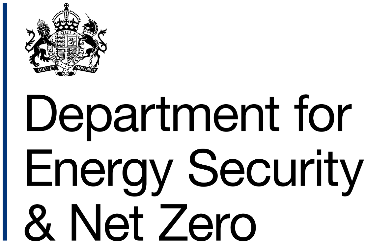 Department for
Energy Security
& Net Zero